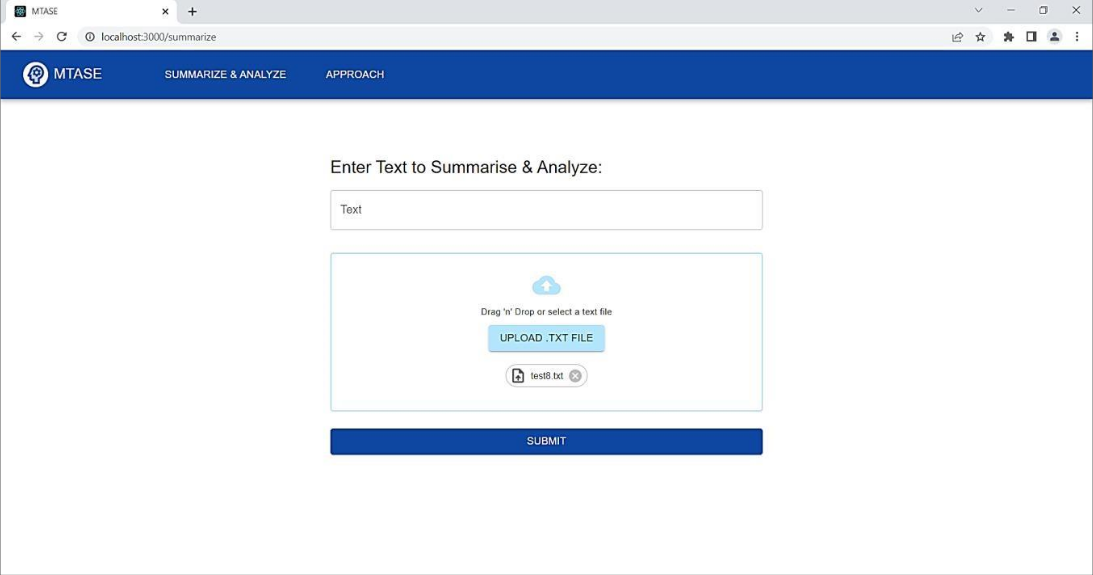 MTASE
localhost:3000/summarize
MTASE SUMMARIZE & ANALYZE APPROACH
Enter Text to Summarise & Analyze:
Text
Drag 'n' Drop or select a text file
UPLOAD .TXT FILE
test8.txt
SUBMIT